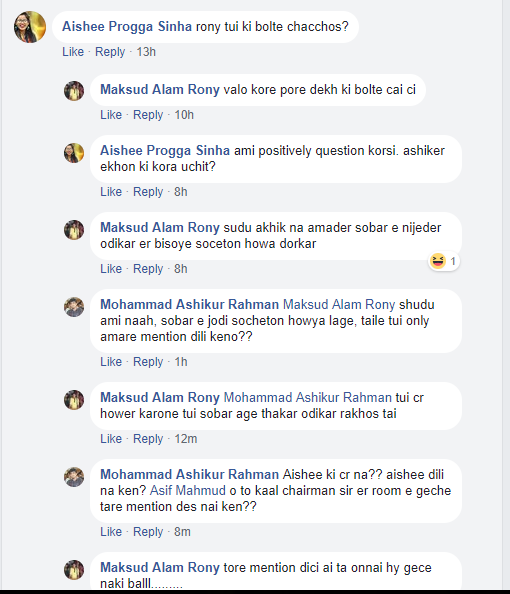 Aishee Progga Sinha rony tui ki bolte chacchos?
Like · Reply · 13h
Maksud Alam Rony valo kore pore dekh ki bolte cai ci
Like · Reply · 10h
Aishee Progga Sinha ami positively question korsi. ashiker
ekhon ki kora uchit?
Like · Reply · 8h
Maksud Alam Rony sudu akhik na amader sobar e nijeder
odikar er bisoye soceton howa dorkar
1
Like · Reply · 8h
Mohammad Ashikur Rahman Maksud Alam Rony shudu
ami naah, sobar e jodi socheton howya lage, taile tui only
amare mention dili keno??
Like · Reply · 1h
Maksud Alam Rony Mohammad Ashikur Rahman tui cr
hower karone tui sobar age thakar odikar rakhos tai
Like · Reply · 12m
Mohammad Ashikur Rahman Aishee ki cr na?? aishee dili
na ken? Asif Mahmud o to kaal chairman sir er room e geche
tare mention des nai ken??
Like · Reply · 8m
Maksud Alam Rony tore mention dici ai ta onnai hy gece
naki balll.........